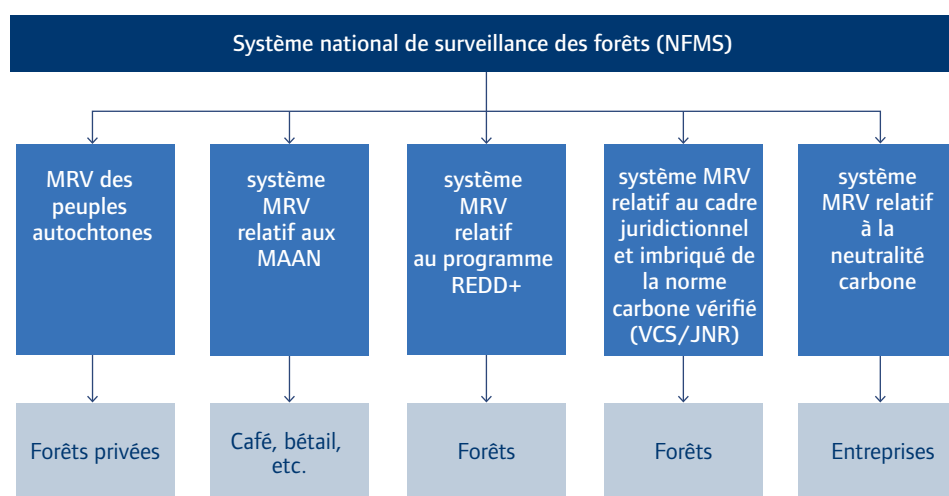 Système national de surveillance des forêts (NFMS)
MRV des
peuples
autochtones
système
MRV
relatif aux
MAAN
système
MRV
relatif
au programme
REDD+
système MRV
relatif au cadre
juridictionnel
et imbriqué de
la norme
carbone vérifié
(VCS/JNR)
système
MRV relatif
à la
neutralité
carbone
Forêts privées
Café, bétail,
etc.
Forêts
Forêts
Entreprises